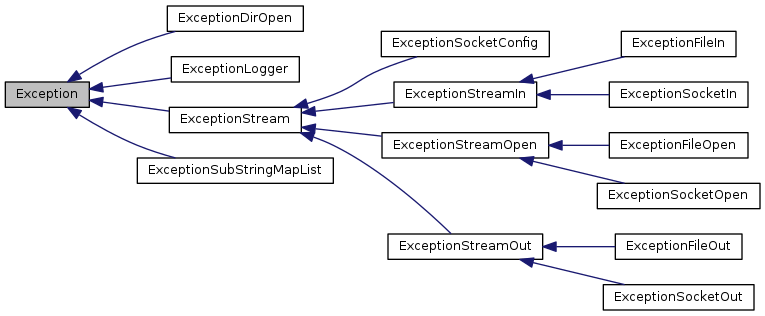 ExceptionDirOpen
ExceptionSocketConfig
ExceptionFileIn
ExceptionLogger
Exception
ExceptionStreamIn
ExceptionSocketIn
ExceptionStream
ExceptionStreamOpen
ExceptionFileOpen
ExceptionSubStringMapList
ExceptionSocketOpen
ExceptionStreamOut
ExceptionFileOut
ExceptionSocketOut